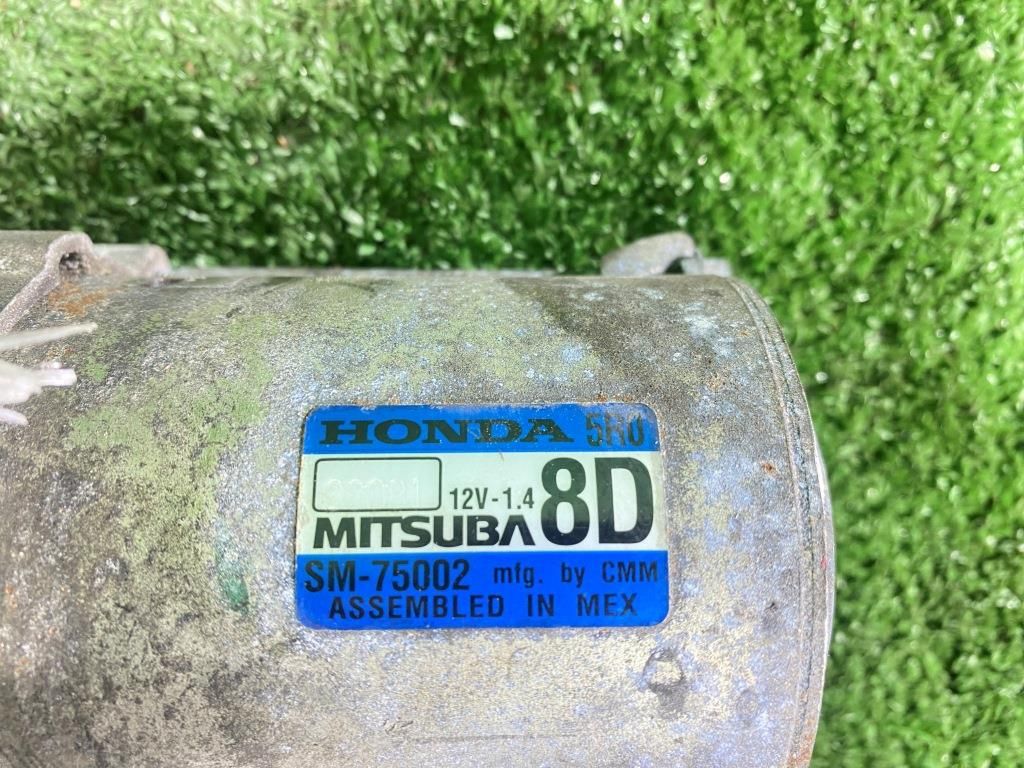 HONDA 5R0
12V-1.4 8D
MITSUBA
SM-75002 mfg. by CMM
ASSEMBLED IN MEX